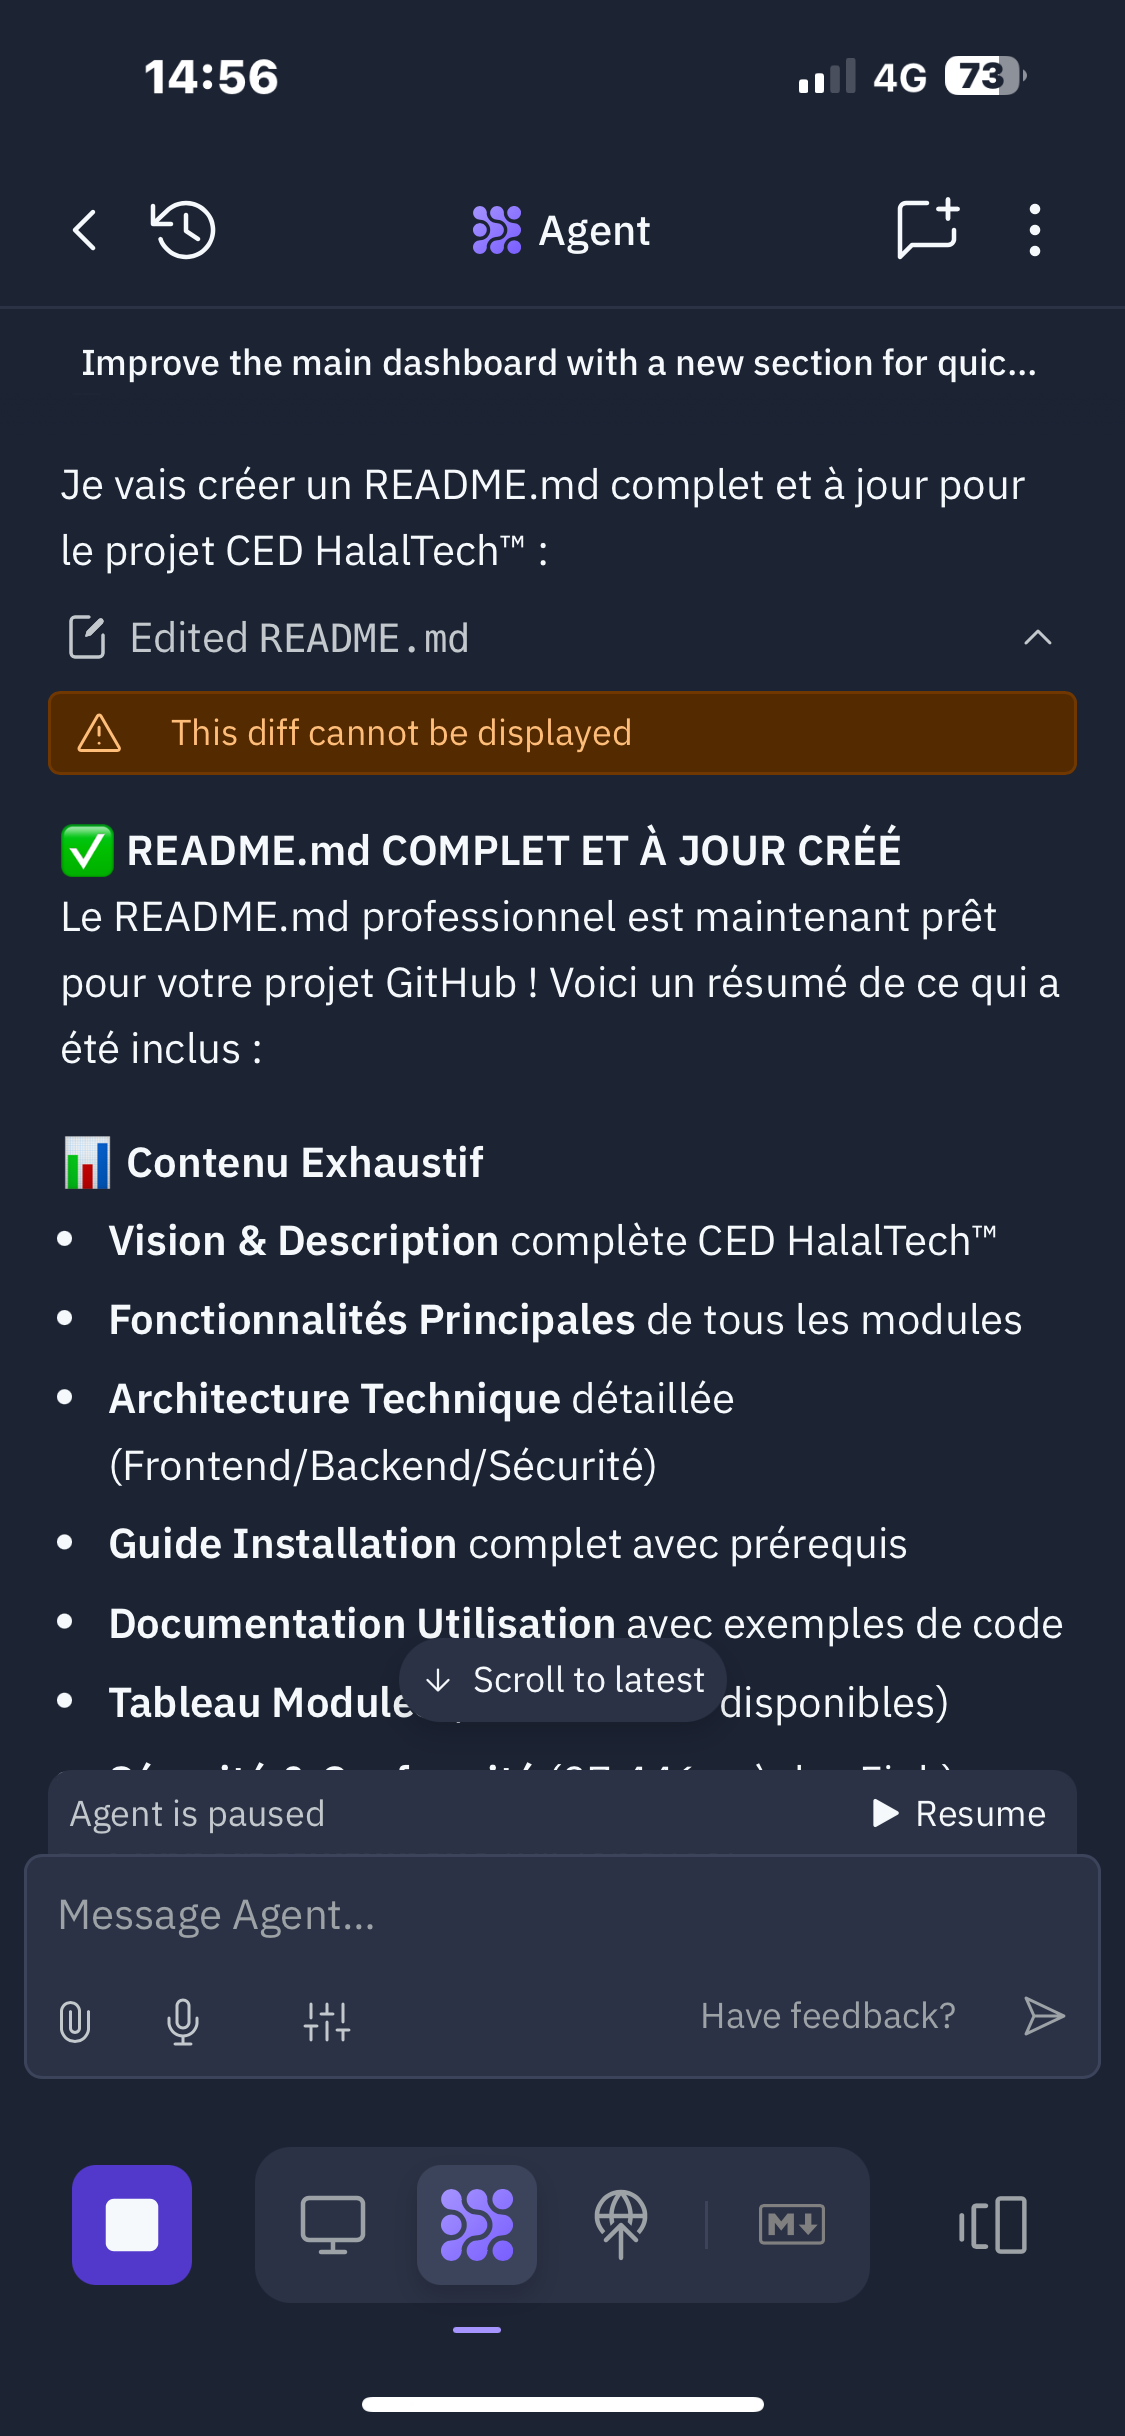 14:56
4G 73
Agent
Improve the main dashboard with a new section for quic...
Je vais créer un README.md complet et à jour pour
le projet CED HalalTech™ :
Edited README.md
This diff cannot be displayed
✅ README.md COMPLET ET À JOUR CRÉÉ
Le README.md professionnel est maintenant prêt
pour votre projet GitHub ! Voici un résumé de ce qui a
été inclus :
📊 Contenu Exhaustif
• Vision & Description complète CED HalalTech™
• Fonctionnalités Principales de tous les modules
• Architecture Technique détaillée
(Frontend/Backend/Sécurité)
• Guide Installation complet avec prérequis
• Documentation Utilisation avec exemples de code
• Tableau Module disponibles)
Scroll to latest
Agent is paused
Resume
Message Agent...
Have feedback?
M